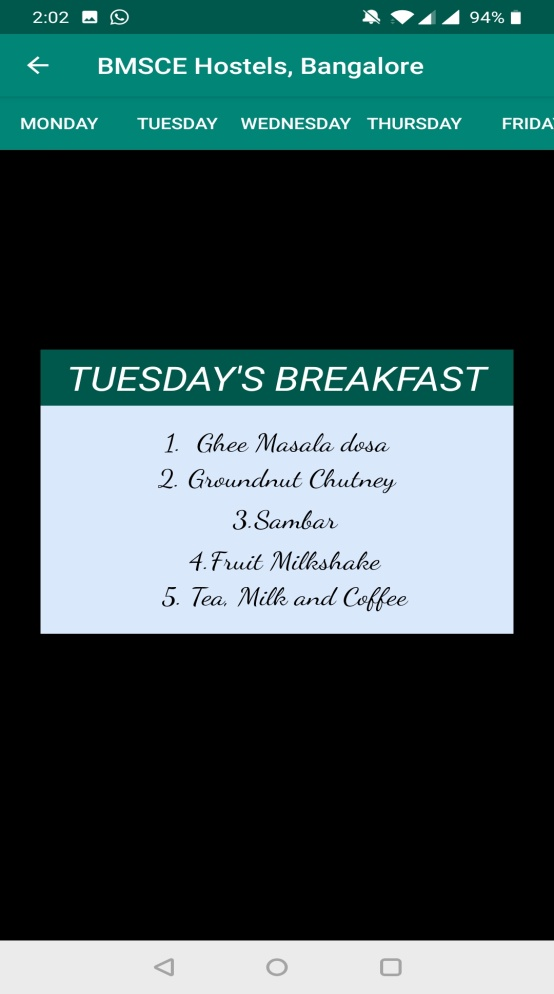 2:02 94%
BMSCE Hostels, Bangalore
MONDAY TUESDAY WEDNESDAY THURSDAY FRIDA
TUESDAY'S BREAKFAST
1. Ghee Masala dosa
2. Groundnut Chutney
3.Sambar
4.Fruit Milkshake
5. Tea, Milk and Coffee